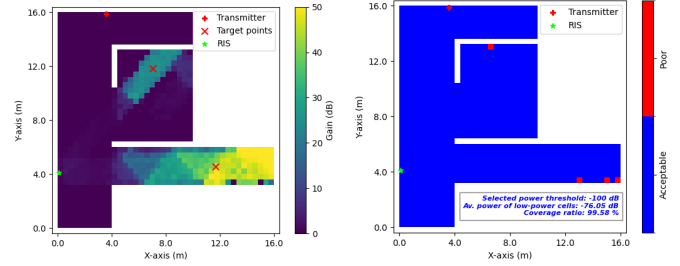 Transmitter
Target points
RIS
16.0
12.0
8.0
4.0
0.0
Y-axis (m)
0.0
4.0
8.0
12.0
16.0
X-axis (m)
50
40
30
20
10
0
Gain (dB)
Transmitter
RIS
16.0
12.0
8.0
4.0
0.0
Y-axis (m)
Selected power threshold: -100 dB
Av. power of low-power cells: -76.05 dB
Coverage ratio: 99.58 %
0.0
4.0
8.0
12.0
16.0
X-axis (m)
Poor
Acceptable